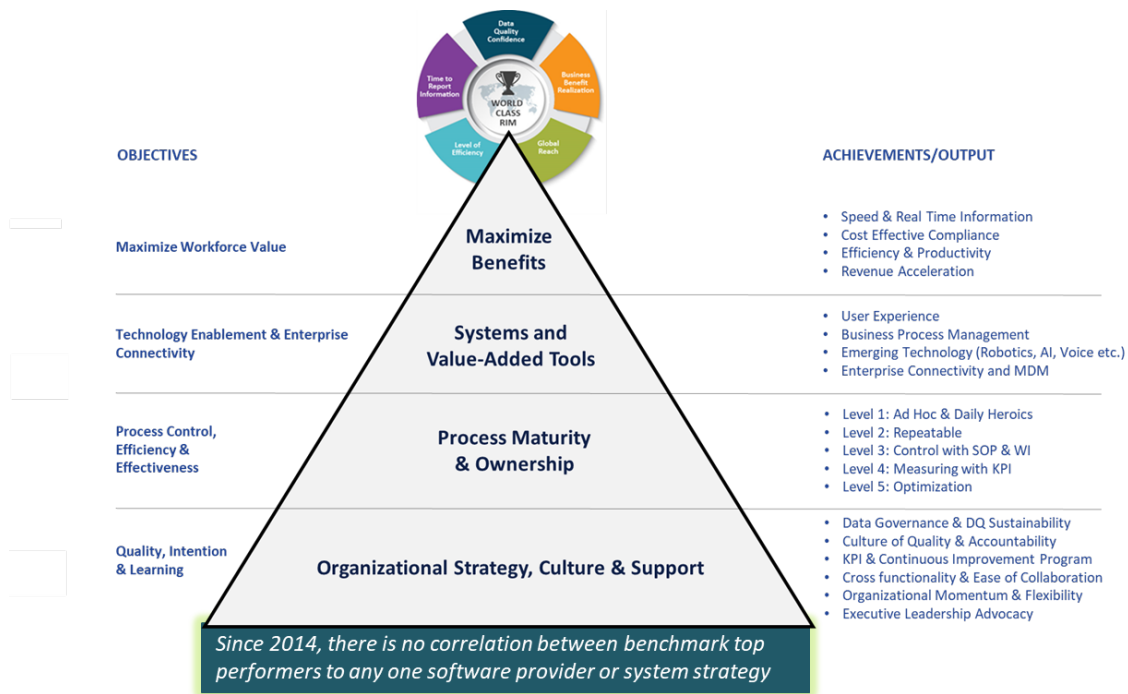 Data
Quality
Confidence
Time to
Report
Information
Business
Benefit
Realization
WORLD
CLASS
RIM
Level of
Efficiency
Global
Reach
OBJECTIVES
ACHIEVEMENTS/OUTPUT
Maximize Workforce Value
Maximize
Benefits
• Speed & Real Time Information
• Cost Effective Compliance
• Efficiency & Productivity
• Revenue Acceleration
Technology Enablement & Enterprise
Connectivity
Systems and
Value-Added Tools
• User Experience
• Business Process Management
• Emerging Technology (Robotics, AI, Voice etc.)
• Enterprise Connectivity and MDM
Process Control,
Efficiency &
Effectiveness
Process Maturity
& Ownership
• Level 1: Ad Hoc & Daily Heroics
• Level 2: Repeatable
• Level 3: Control with SOP & WI
• Level 4: Measuring with KPI
• Level 5: Optimization
Quality, Intention
& Learning
Organizational Strategy, Culture & Support
• Data Governance & DQ Sustainability
• Culture of Quality & Accountability
• KPI & Continuous Improvement Program
• Cross functionality & Ease of Collaboration
• Organizational Momentum & Flexibility
• Executive Leadership Advocacy
Since 2014, there is no correlation between benchmark top
performers to any one software provider or system strategy